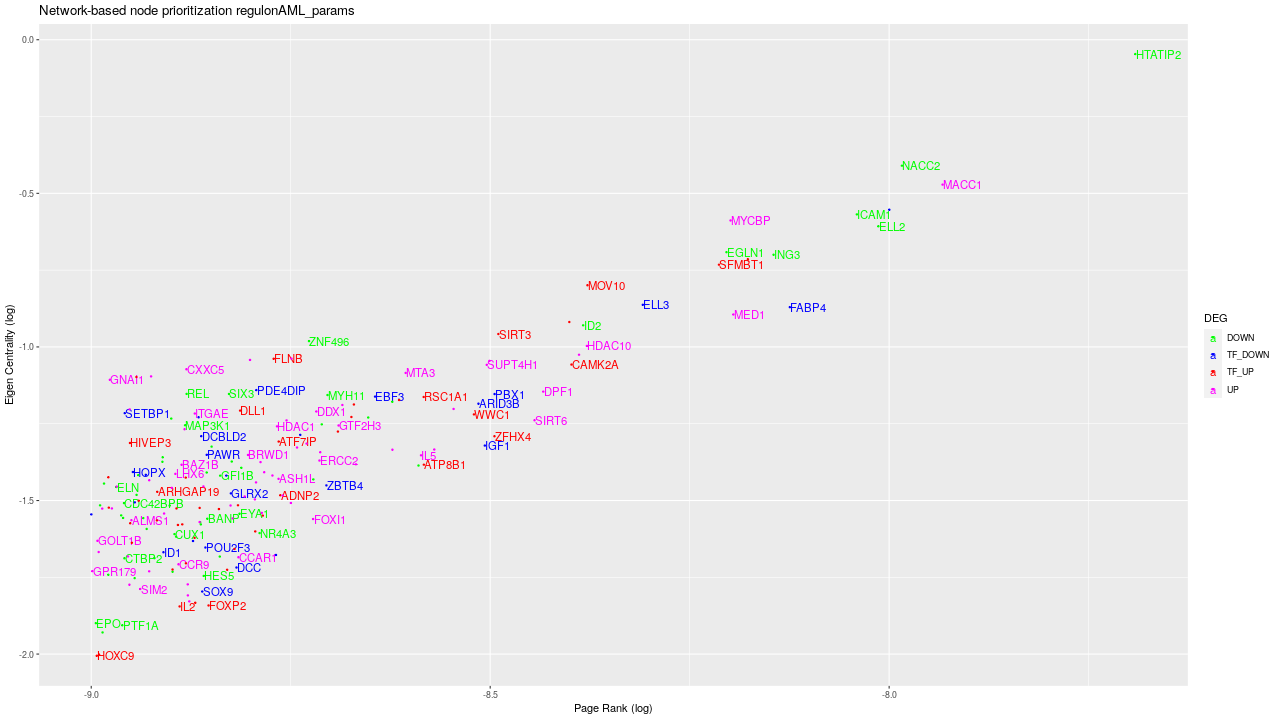 Network-based node prioritization regulonAML_params
0.0
HTATIP2
NACC2
-0.5
MACC1
ICAM1
MYCBP
ELL2
EGLN1
ING3
SFMBT1
MOV10
ELL3
FABP4
MED1
ID2
SIRT3
ZNF496
HDAC10
-1.0
FLNB
SUPT4H1
CAMK2A
CXXC5
MTA3
GNAI1
REL
SIX3
PDE4DIP
MYH11
EBF3
RSC1A1
PBX1
DPF1
ARID3B
SETBP1
ITGAE
DLL1
DDX1
WWC1
SIRT6
MAP3K1
HDAC1
GTF2H3
HIVEP3
DCBLD2
ATF7IP
ZFHX4
IGF1
PAWR
BRWD1
IL5
RAZ1B
ERCC2
ATP8B1
HOPX
LHX6
GFI1B
ASH1L
ELN
ARHGAP19
GLRX2
ADNP2
ZBTB4
-1.5
CDC42BPB
ALMS1
BANP
EYA1
FOXI1
CUX1
NR4A3
GOLT1B
ID1
POU2F3
CTBP2
CCR9
CCAR1
GPR179
HES5
DCC
SIM2
SOX9
IL2
FOXP2
EPO
PTF1A
-2.0
HOXC9
-9.0
-8.5
-8.0
Page Rank (log)
Eigen Centrality (log)
DEG
a DOWN
a TF_DOWN
a TF_UP
a UP